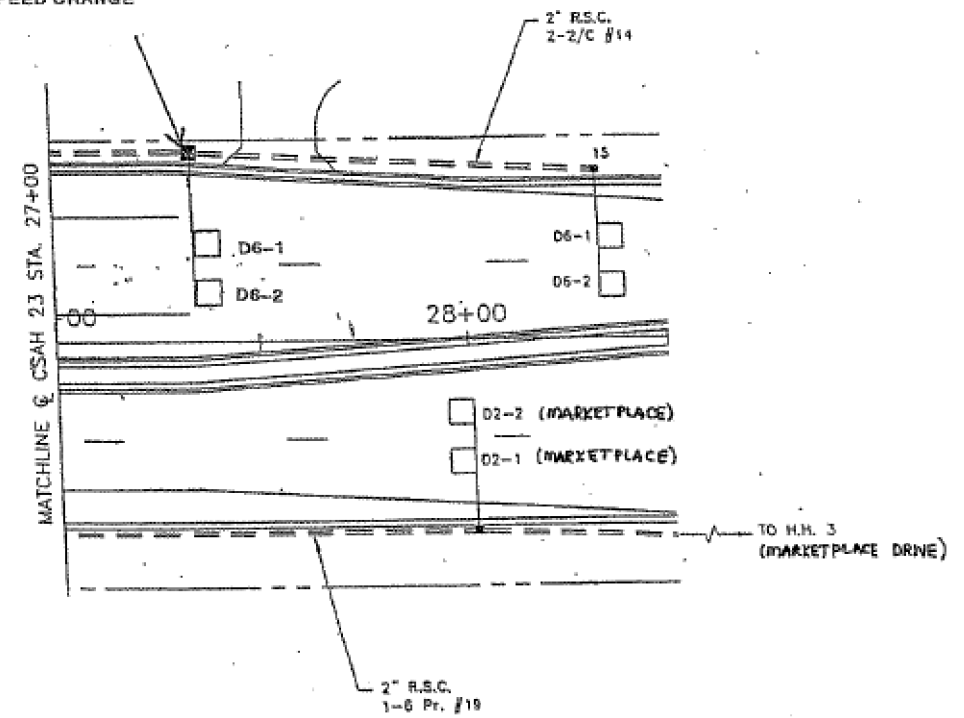 2" R.S.C.
2-2/C #14
15
D6-1
D6-2
D6-1
D6-2
MATCHLINE ℄ CSAH 23 STA. 27+00
00
28+00
D2-2 (MARKETPLACE)
D2-1 (MARKETPLACE)
TO H.H. 3
(MARKETPLACE DRIVE)
2" R.S.C.
1-6 Pr. #19